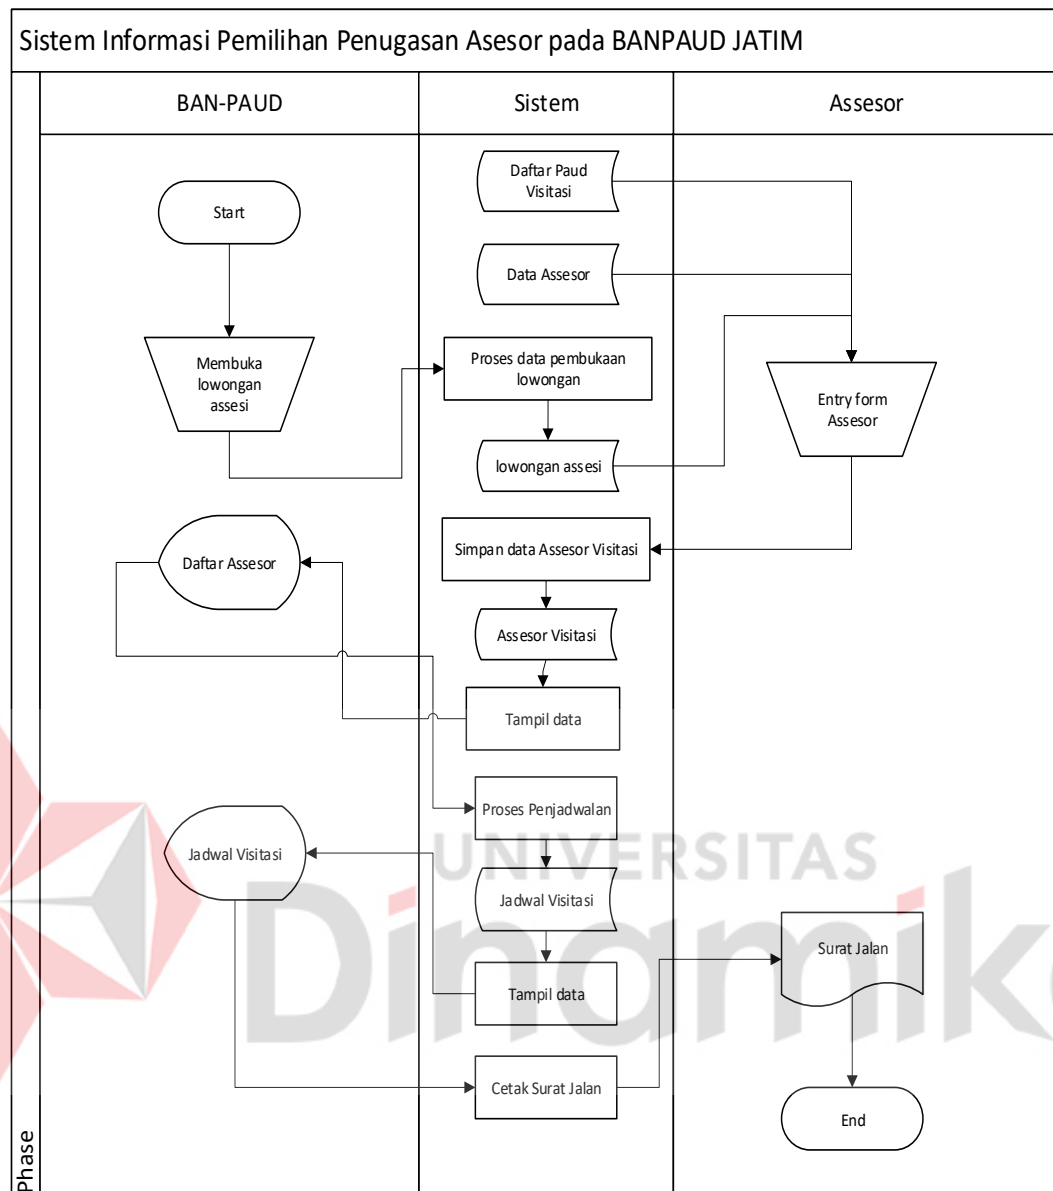 Sistem Informasi Pemilihan Penugasan Asesor pada BANPAUD JATIM
BAN-PAUD
Sistem
Assesor
Daftar Paud
Visitasi
Start
Data Assesor
Membuka
lowongan
assesi
Proses data pembukaan
lowongan
Entry form
Assesor
lowongan assesi
Simpan data Assesor Visitasi
Daftar Assesor
Assesor Visitasi
Tampil data
Proses Penjadwalan
Jadwal Visitasi
UNIVERSITAS
Dinamika
Jadwal Visitasi
Surat Jalan
Tampil data
Cetak Surat Jalan
End
Phase